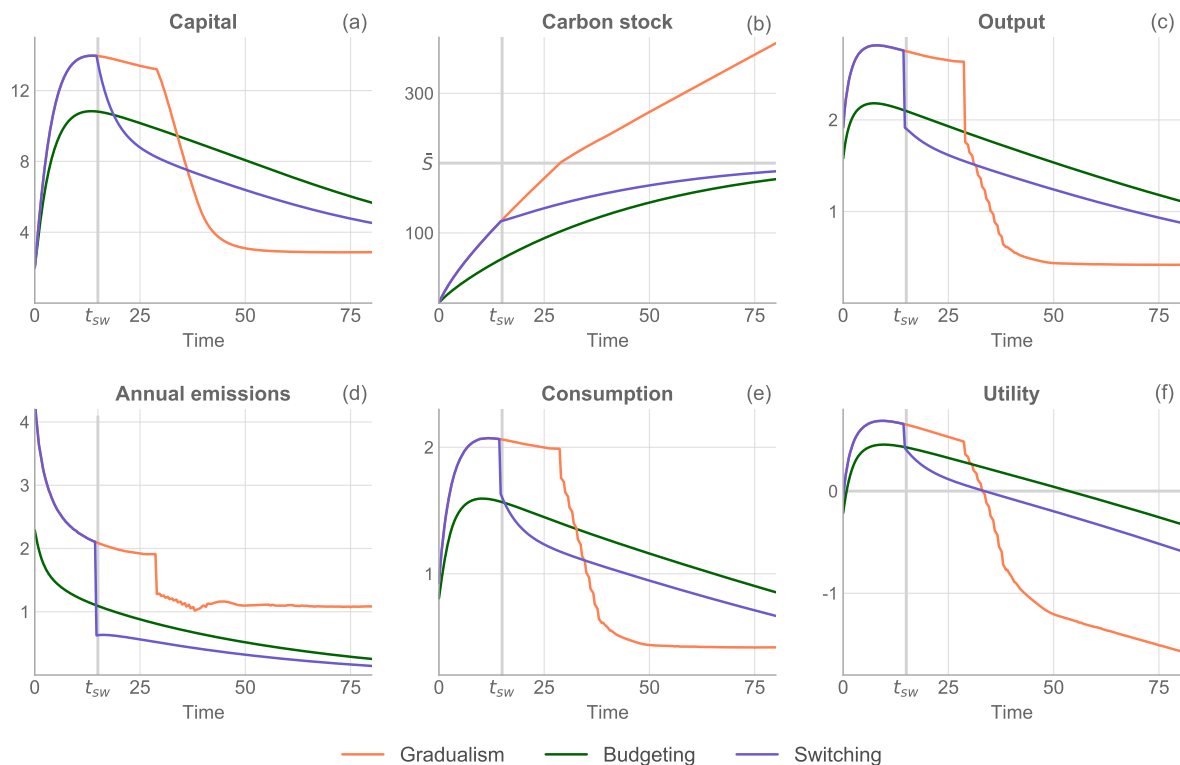 Capital (a)
12
8
4
0 t_sw 25 50 75
Time
Carbon stock (b)
300
S̄
100
0 t_sw 25 50 75
Time
Output (c)
2
1
0 t_sw 25 50 75
Time
Annual emissions (d)
4
3
2
1
0 t_sw 25 50 75
Time
Consumption (e)
2
1
0 t_sw 25 50 75
Time
Utility (f)
0
-1
0 t_sw 25 50 75
Time
Gradualism Budgeting Switching